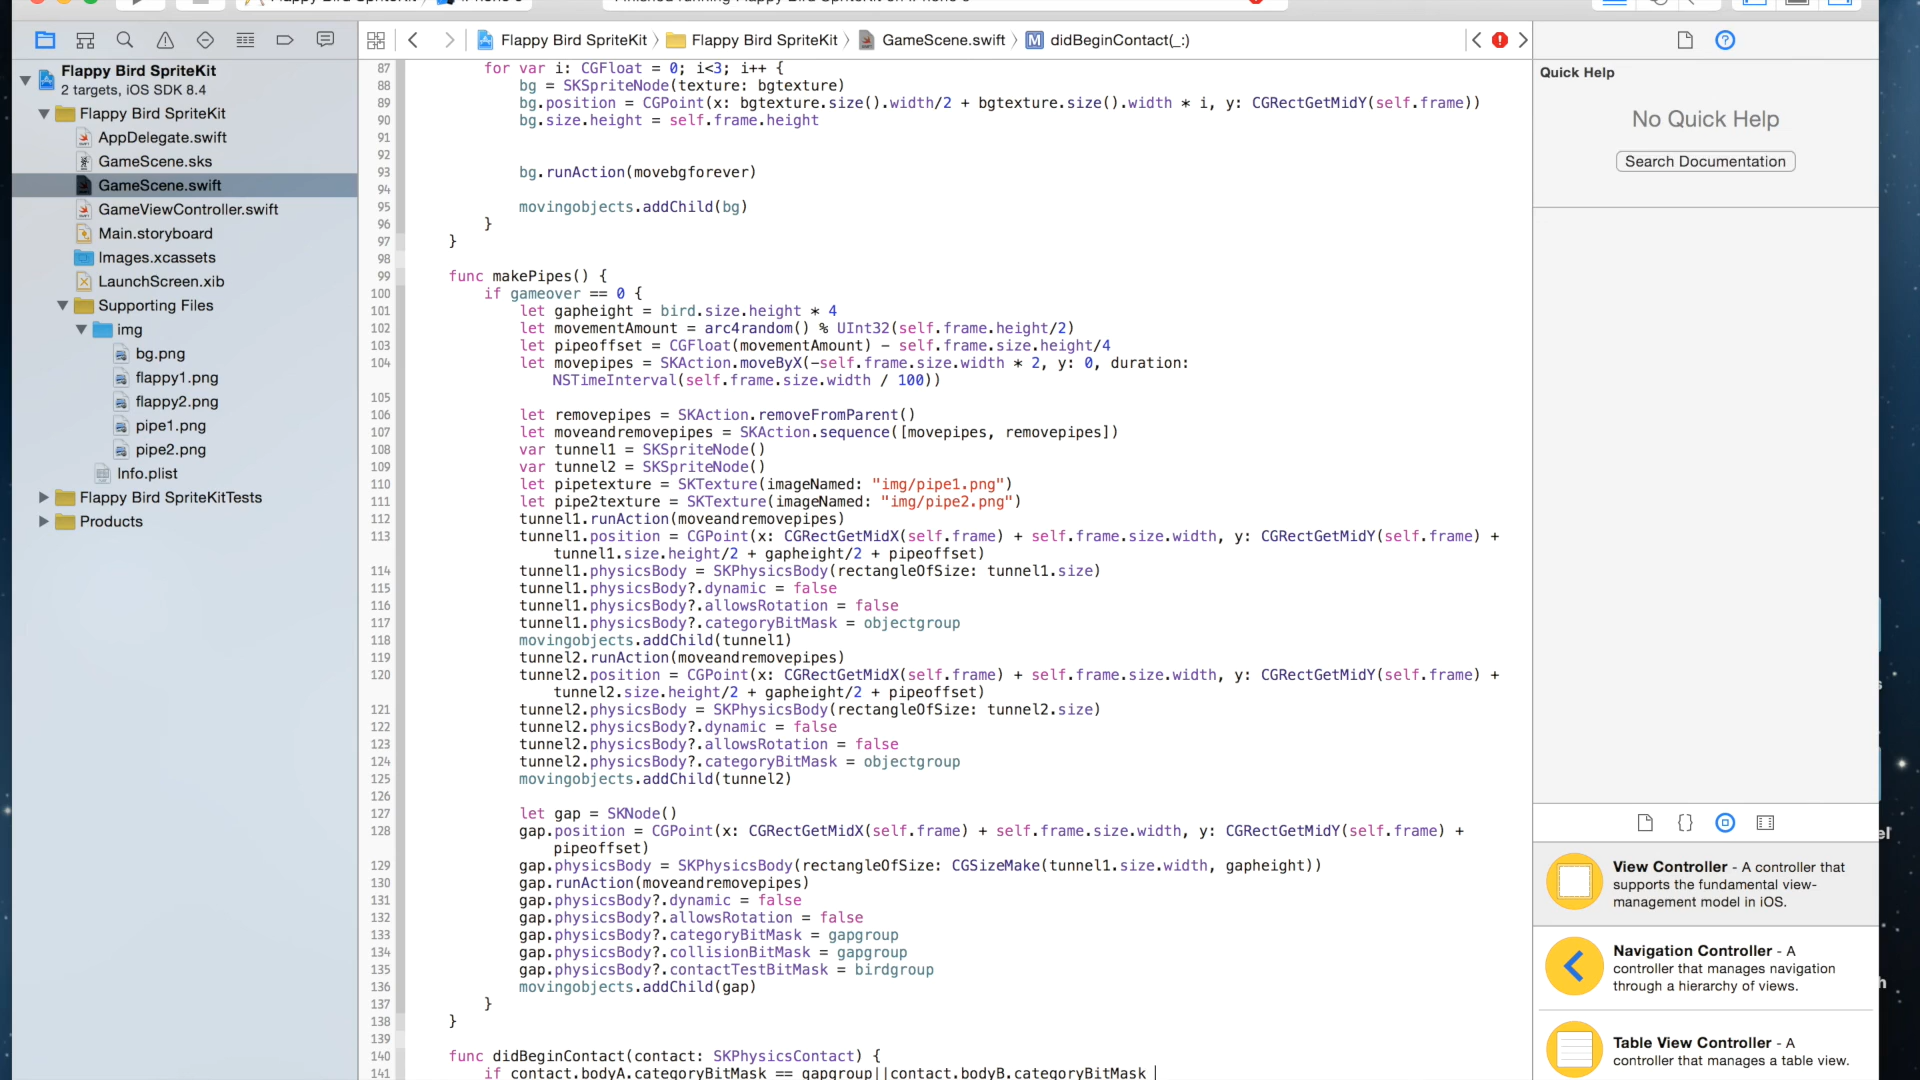 Flappy Bird SpriteKit
2 targets, iOS SDK 8.4
Flappy Bird SpriteKit
AppDelegate.swift
GameScene.sks
GameScene.swift
GameViewController.swift
Main.storyboard
Images.xcassets
LaunchScreen.xib
Supporting Files
img
bg.png
flappy1.png
flappy2.png
pipe1.png
pipe2.png
Info.plist
Flappy Bird SpriteKitTests
Products
Flappy Bird SpriteKit Flappy Bird SpriteKit GameScene.swift M didBeginContact(_:)
87 for var i: CGFloat = 0; i<3; i++ {
88 bg = SKSpriteNode(texture: bgtexture)
89 bg.position = CGPoint(x: bgtexture.size().width/2 + bgtexture.size().width * i, y: CGRectGetMidY(self.frame))
90 bg.size.height = self.frame.height
91
92
93 bg.runAction(movebgforever)
94
95 movingobjects.addChild(bg)
96 }
97 }
98
99 func makePipes() {
100 if gameover == 0 {
101 let gapheight = bird.size.height * 4
102 let movementAmount = arc4random() % UInt32(self.frame.height/2)
103 let pipeoffset = CGFloat(movementAmount) - self.frame.size.height/4
104 let movepipes = SKAction.moveByX(-self.frame.size.width * 2, y: 0, duration:
NSTimeInterval(self.frame.size.width / 100))
105
106 let removepipes = SKAction.removeFromParent()
107 let moveandremovepipes = SKAction.sequence([movepipes, removepipes])
108 var tunnel1 = SKSpriteNode()
109 var tunnel2 = SKSpriteNode()
110 let pipetexture = SKTexture(imageNamed: "img/pipe1.png")
111 let pipe2texture = SKTexture(imageNamed: "img/pipe2.png")
112 tunnel1.runAction(moveandremovepipes)
113 tunnel1.position = CGPoint(x: CGRectGetMidX(self.frame) + self.frame.size.width, y: CGRectGetMidY(self.frame) +
tunnel1.size.height/2 + gapheight/2 + pipeoffset)
114 tunnel1.physicsBody = SKPhysicsBody(rectangleOfSize: tunnel1.size)
115 tunnel1.physicsBody?.dynamic = false
116 tunnel1.physicsBody?.allowsRotation = false
117 tunnel1.physicsBody?.categoryBitMask = objectgroup
118 movingobjects.addChild(tunnel1)
119 tunnel2.runAction(moveandremovepipes)
120 tunnel2.position = CGPoint(x: CGRectGetMidX(self.frame) + self.frame.size.width, y: CGRectGetMidY(self.frame) +
tunnel2.size.height/2 + gapheight/2 + pipeoffset)
121 tunnel2.physicsBody = SKPhysicsBody(rectangleOfSize: tunnel2.size)
122 tunnel2.physicsBody?.dynamic = false
123 tunnel2.physicsBody?.allowsRotation = false
124 tunnel2.physicsBody?.categoryBitMask = objectgroup
125 movingobjects.addChild(tunnel2)
126
127 let gap = SKNode()
128 gap.position = CGPoint(x: CGRectGetMidX(self.frame) + self.frame.size.width, y: CGRectGetMidY(self.frame) +
pipeoffset)
129 gap.physicsBody = SKPhysicsBody(rectangleOfSize: CGSizeMake(tunnel1.size.width, gapheight))
130 gap.runAction(moveandremovepipes)
131 gap.physicsBody?.dynamic = false
132 gap.physicsBody?.allowsRotation = false
133 gap.physicsBody?.categoryBitMask = gapgroup
134 gap.physicsBody?.collisionBitMask = gapgroup
135 gap.physicsBody?.contactTestBitMask = birdgroup
136 movingobjects.addChild(gap)
137 }
138 }
139
140 func didBeginContact(contact: SKPhysicsContact) {
141 if contact.bodyA.categoryBitMask == gapgroup||contact.bodyB.categoryBitMask
Quick Help
No Quick Help
Search Documentation
View Controller - A controller that
supports the fundamental view-
management model in iOS.
Navigation Controller - A
controller that manages navigation
through a hierarchy of views.
Table View Controller - A
controller that manages a table view.